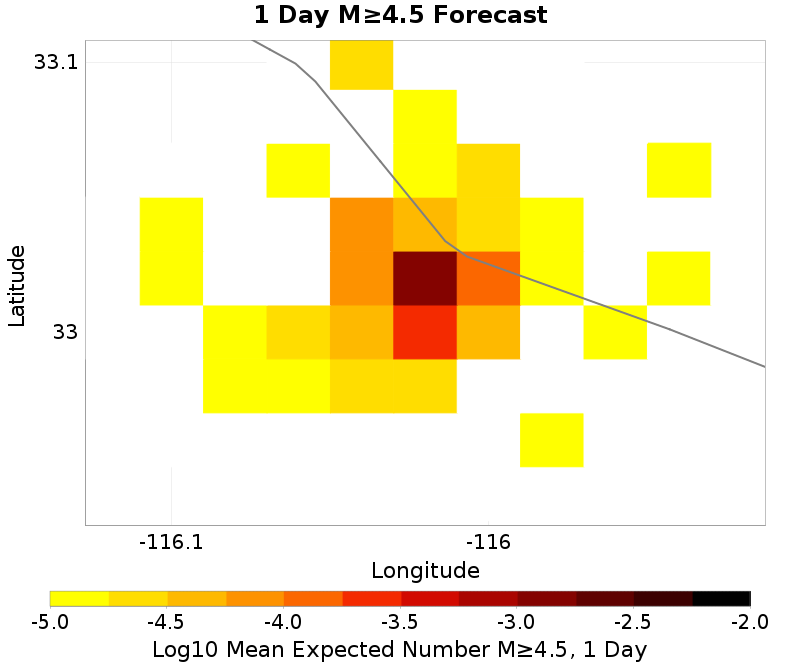 1 Day M≥4.5 Forecast
33.1
33
Latitude
-116.1 -116
Longitude
-5.0 -4.5 -4.0 -3.5 -3.0 -2.5 -2.0
Log10 Mean Expected Number M≥4.5, 1 Day